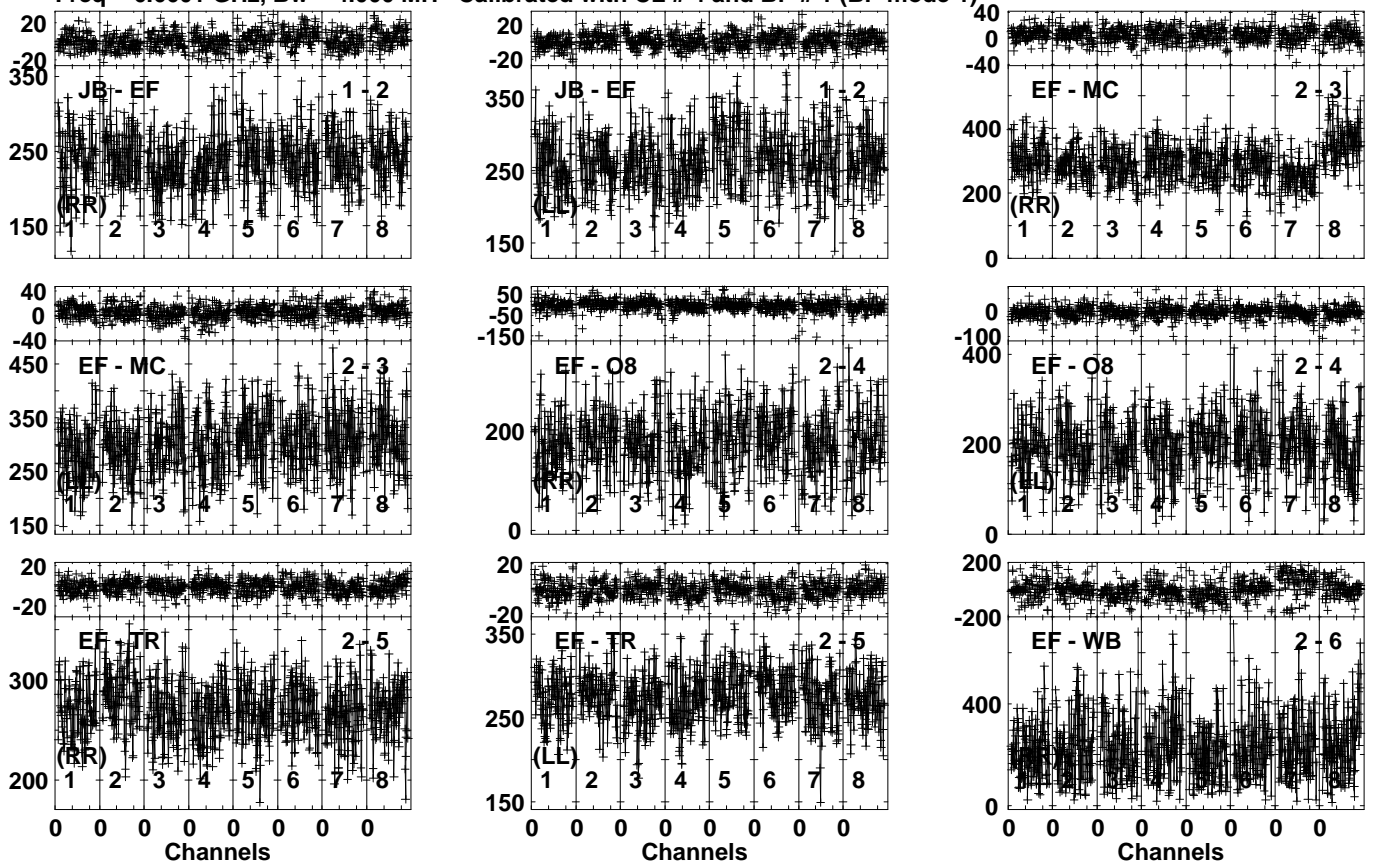 20 20 40
0
-20 -20 -40
350 JB - EF 1 - 2 350 JB - EF 1 - 2 EF - MC 2 - 3
400
250 250
200
(RR) (LL) (RR)
150 1 2 3 4 5 6 7 8 150 1 2 3 4 5 6 7 8 1 2 3 4 5 6 7 8
0
40 50 0
0 -50
-40 -150 -100
450 EF - MC 2 - 3 EF - O8 2 - 4 400 EF - O8 2 - 4
350 200 200
250
(RR) (LL)
150 1 2 3 4 5 6 7 8 0 1 2 3 4 5 6 7 8 0 1 2 3 4 5 6 7 8
20 20 200
-20 -20 -200
EF - TR 2 - 5 350 EF - TR 2 - 5 EF - WB 2 - 6
300 400
250
(RR) (LL)
200 1 2 3 4 5 6 7 8 150 1 2 3 4 5 6 7 8 0
0 0 0 0 0 0 0 0 0 0 0 0 0 0 0 0 0 0 0 0 0 0 0 0
Channels Channels Channels